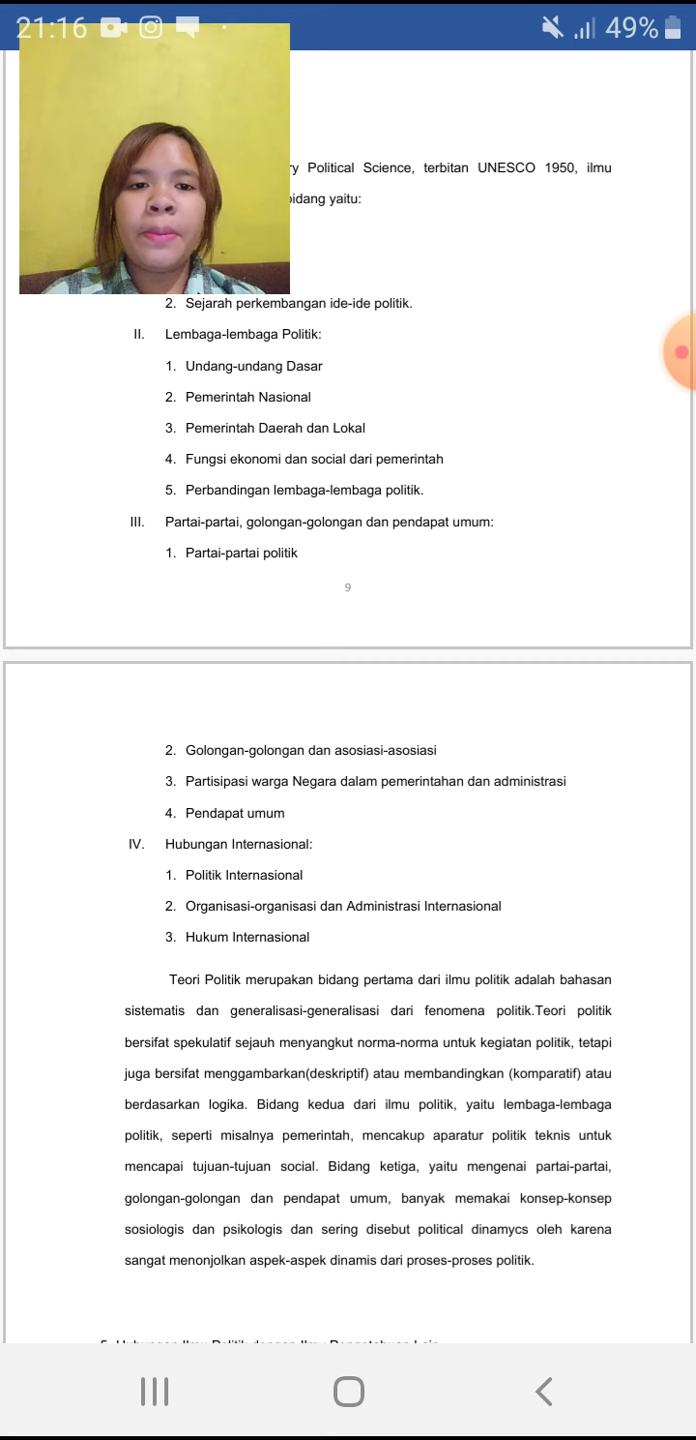 21:16
49%
Political Science, terbitan UNESCO 1950, ilmu
yaitu:
2. Sejarah perkembangan ide-ide politik.
II. Lembaga-lembaga Politik:
1. Undang-undang Dasar
2. Pemerintah Nasional
3. Pemerintah Daerah dan Lokal
4. Fungsi ekonomi dan social dari pemerintah
5. Perbandingan lembaga-lembaga politik.
III. Partai-partai, golongan-golongan dan pendapat umum:
1. Partai-partai politik
9
2. Golongan-golongan dan asosiasi-asosiasi
3. Partisipasi warga Negara dalam pemerintahan dan administrasi
4. Pendapat umum
IV. Hubungan Internasional:
1. Politik Internasional
2. Organisasi-organisasi dan Administrasi Internasional
3. Hukum Internasional
Teori Politik merupakan bidang pertama dari ilmu politik adalah bahasan
sistematis dan generalisasi-generalisasi dari fenomena politik.Teori politik
bersifat spekulatif sejauh menyangkut norma-norma untuk kegiatan politik, tetapi
juga bersifat menggambarkan(deskriptif) atau membandingkan (komparatif) atau
berdasarkan logika. Bidang kedua dari ilmu politik, yaitu lembaga-lembaga
politik, seperti misalnya pemerintah, mencakup aparatur politik teknis untuk
mencapai tujuan-tujuan social. Bidang ketiga, yaitu mengenai partai-partai,
golongan-golongan dan pendapat umum, banyak memakai konsep-konsep
sosiologis dan psikologis dan sering disebut political dinamycs oleh karena
sangat menonjolkan aspek-aspek dinamis dari proses-proses politik.